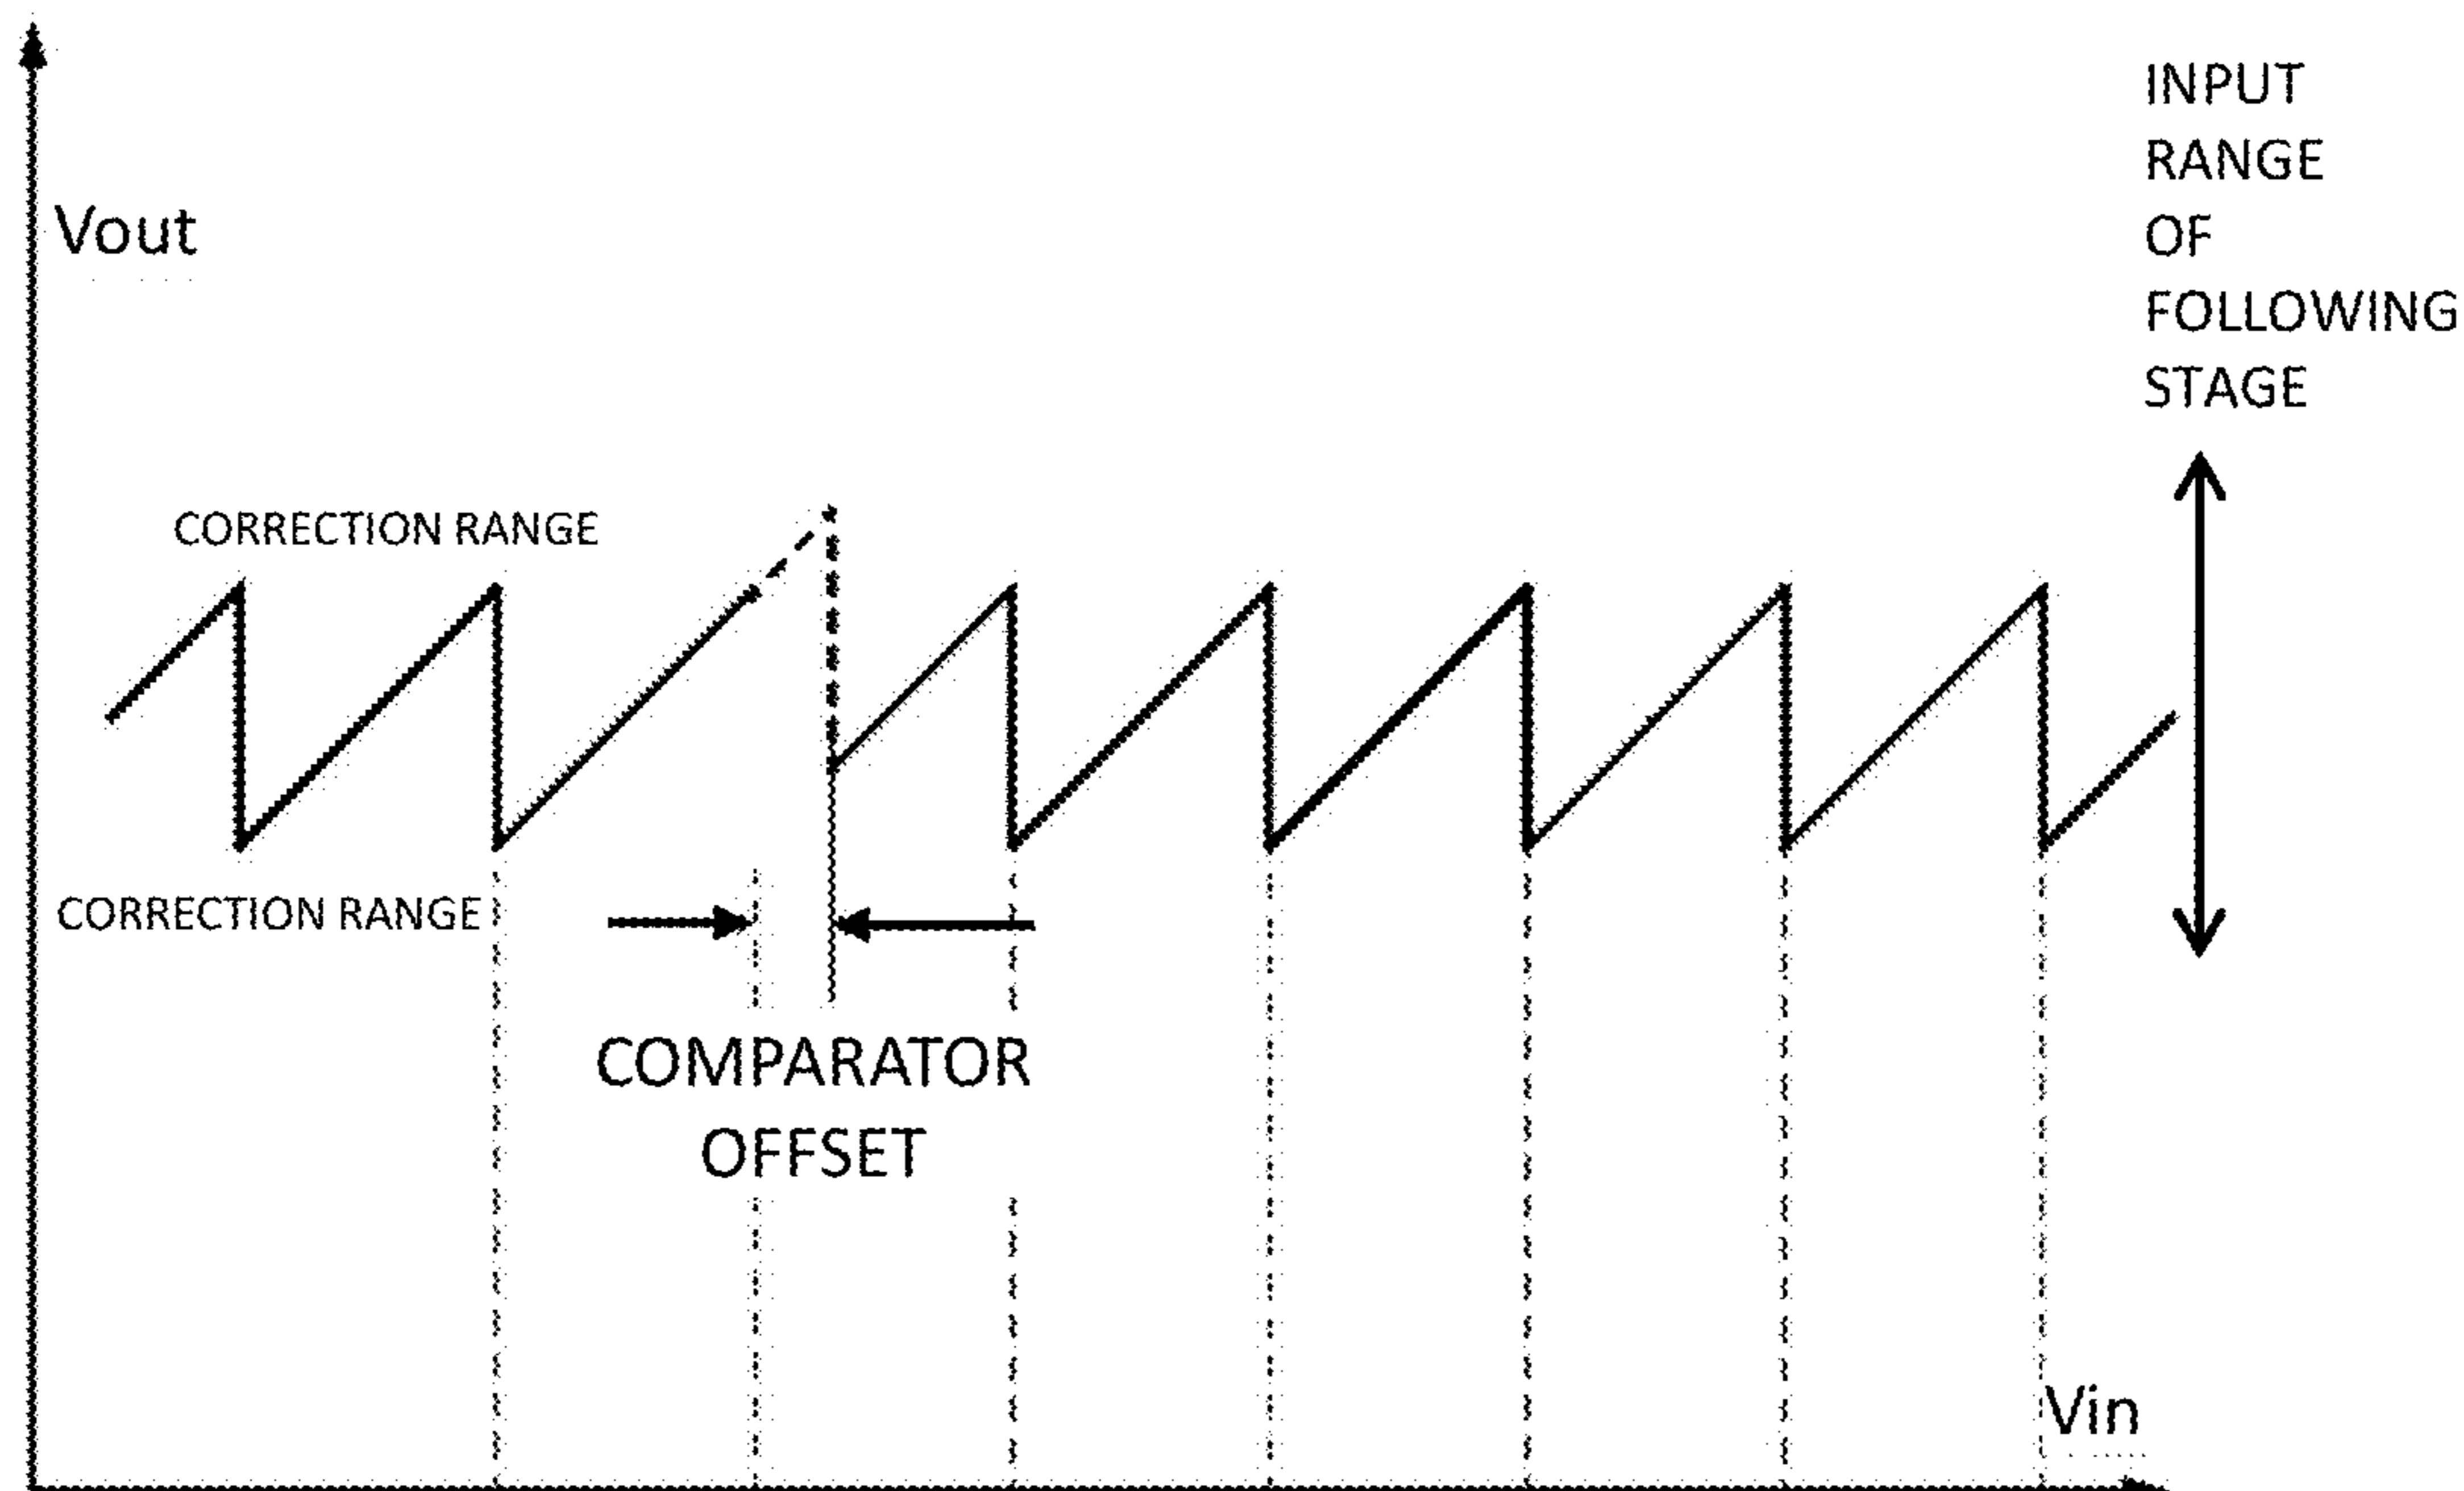 INPUT
RANGE
OF
FOLLOWING
STAGE
Vout
CORRECTION RANGE
CORRECTION RANGE
COMPARATOR
OFFSET
Vin